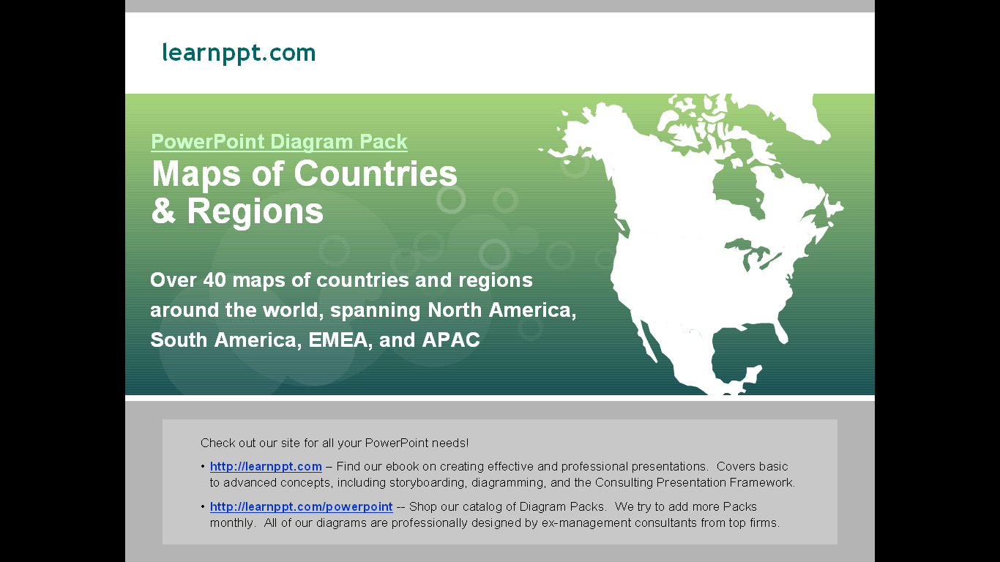 learnppt.com
PowerPoint Diagram Pack
Maps of Countries
& Regions
Over 40 maps of countries and regions
around the world, spanning North America,
South America, EMEA, and APAC
Check out our site for all your PowerPoint needs!
• http://learnppt.com – Find our ebook on creating effective and professional presentations.  Covers basic
to advanced concepts, including storyboarding, diagramming, and the Consulting Presentation Framework.
• http://learnppt.com/powerpoint -- Shop our catalog of Diagram Packs.  We try to add more Packs
monthly.  All of our diagrams are professionally designed by ex-management consultants from top firms.